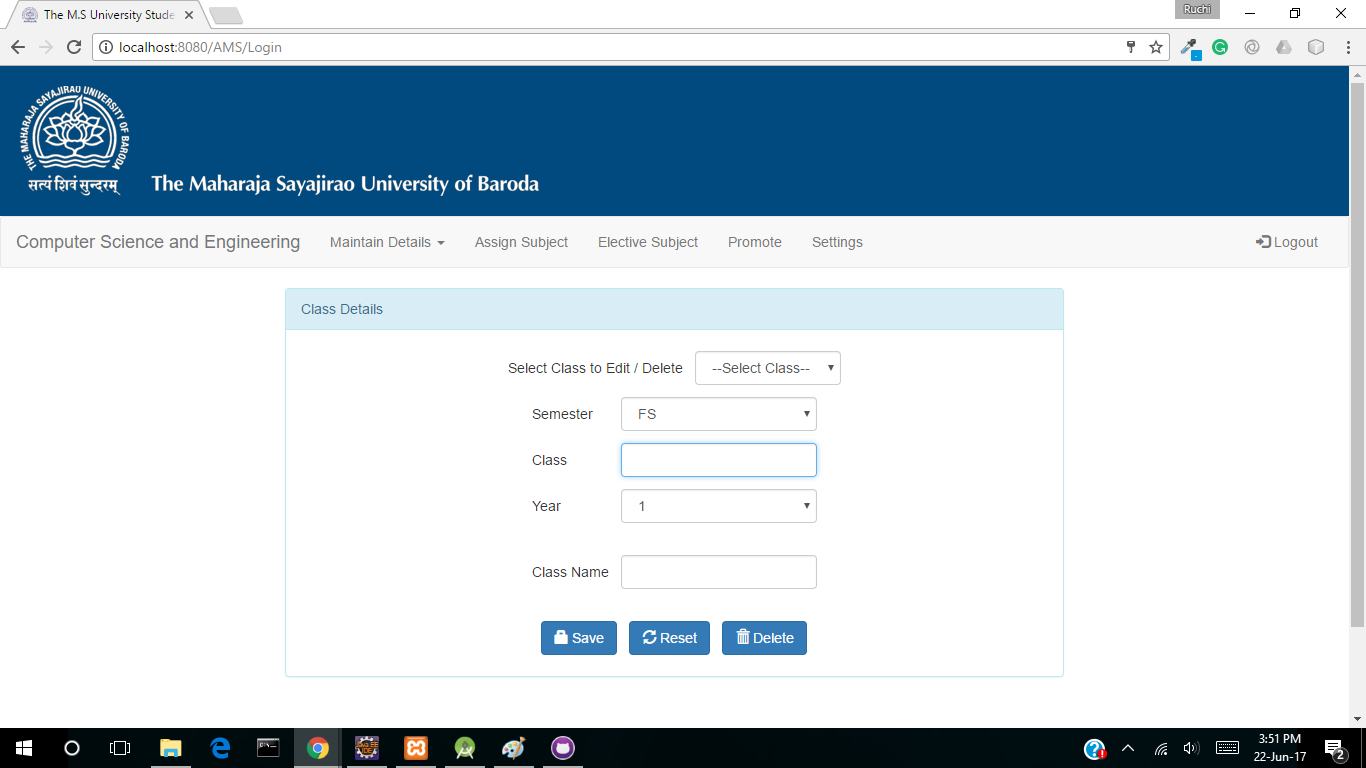 The M.S University Stude
Ruchi
localhost:8080/AMS/Login
THE MAHARAJA SAYAJIRAO UNIVERSITY OF BARODA
सत्यं शिवं सुन्दरम्
The Maharaja Sayajirao University of Baroda
Computer Science and Engineering Maintain Details Assign Subject Elective Subject Promote Settings Logout
Class Details
Select Class to Edit / Delete --Select Class--
Semester FS
Class
Year 1
Class Name
Save Reset Delete
3:51 PM
22-Jun-17
2